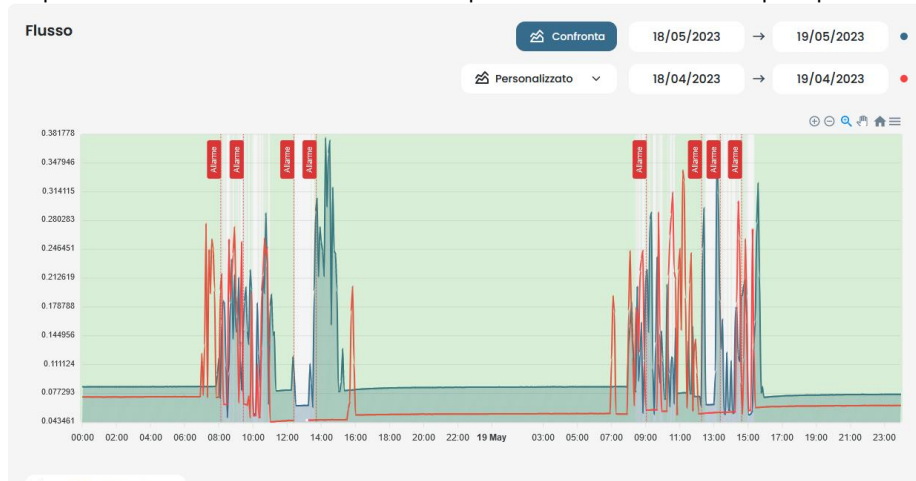 Flusso
Confronta 18/05/2023 → 19/05/2023
Personalizzato 18/04/2023 → 19/04/2023
0.381778
0.347946
0.314115
0.280283
0.246451
0.212619
0.178788
0.144956
0.111124
0.077293
0.043461
Allarme Allarme Allarme Allarme Allarme Allarme Allarme Allarme
00:00 02:00 04:00 06:00 08:00 10:00 12:00 14:00 16:00 18:00 20:00 22:00 19 May 03:00 05:00 07:00 09:00 11:00 13:00 15:00 17:00 19:00 21:00 23:00